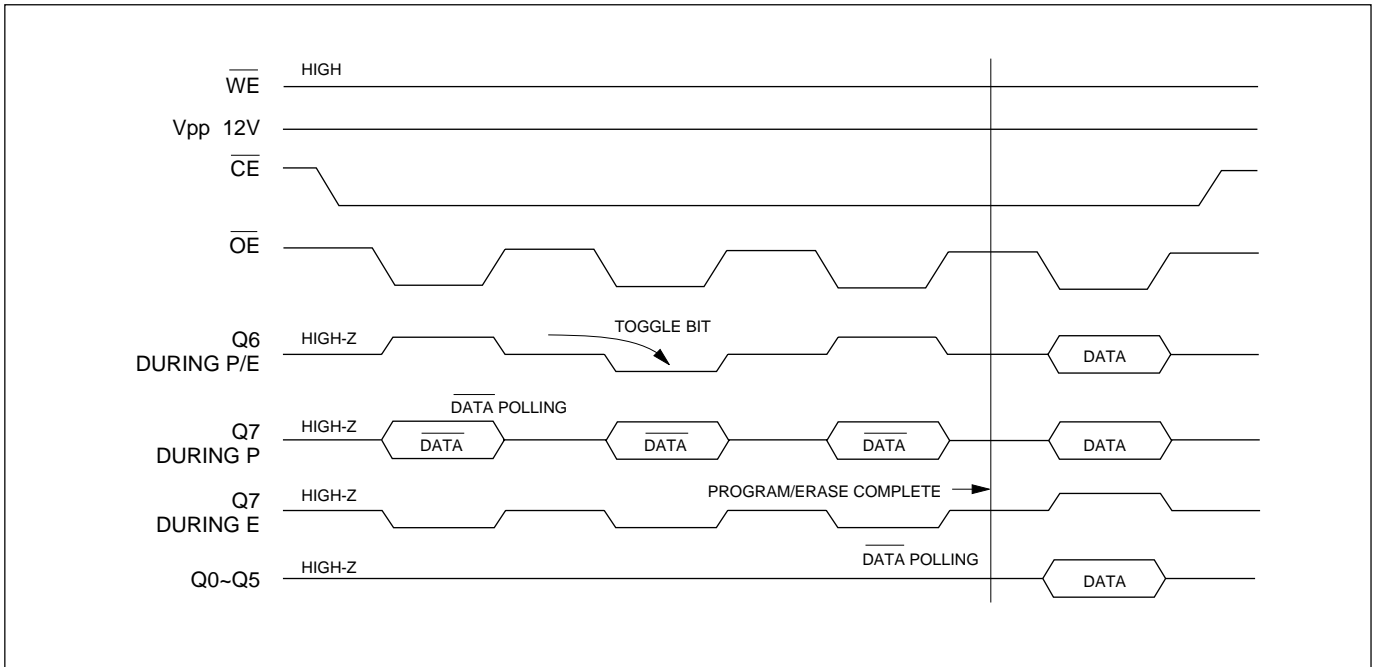 WE HIGH
Vpp 12V
CE
OE
TOGGLE BIT
Q6 HIGH-Z
DURING P/E
DATA
DATA POLLING
Q7 HIGH-Z
DURING P
DATA DATA DATA DATA
PROGRAM/ERASE COMPLETE
Q7 HIGH-Z
DURING E
DATA POLLING
Q0~Q5 HIGH-Z
DATA